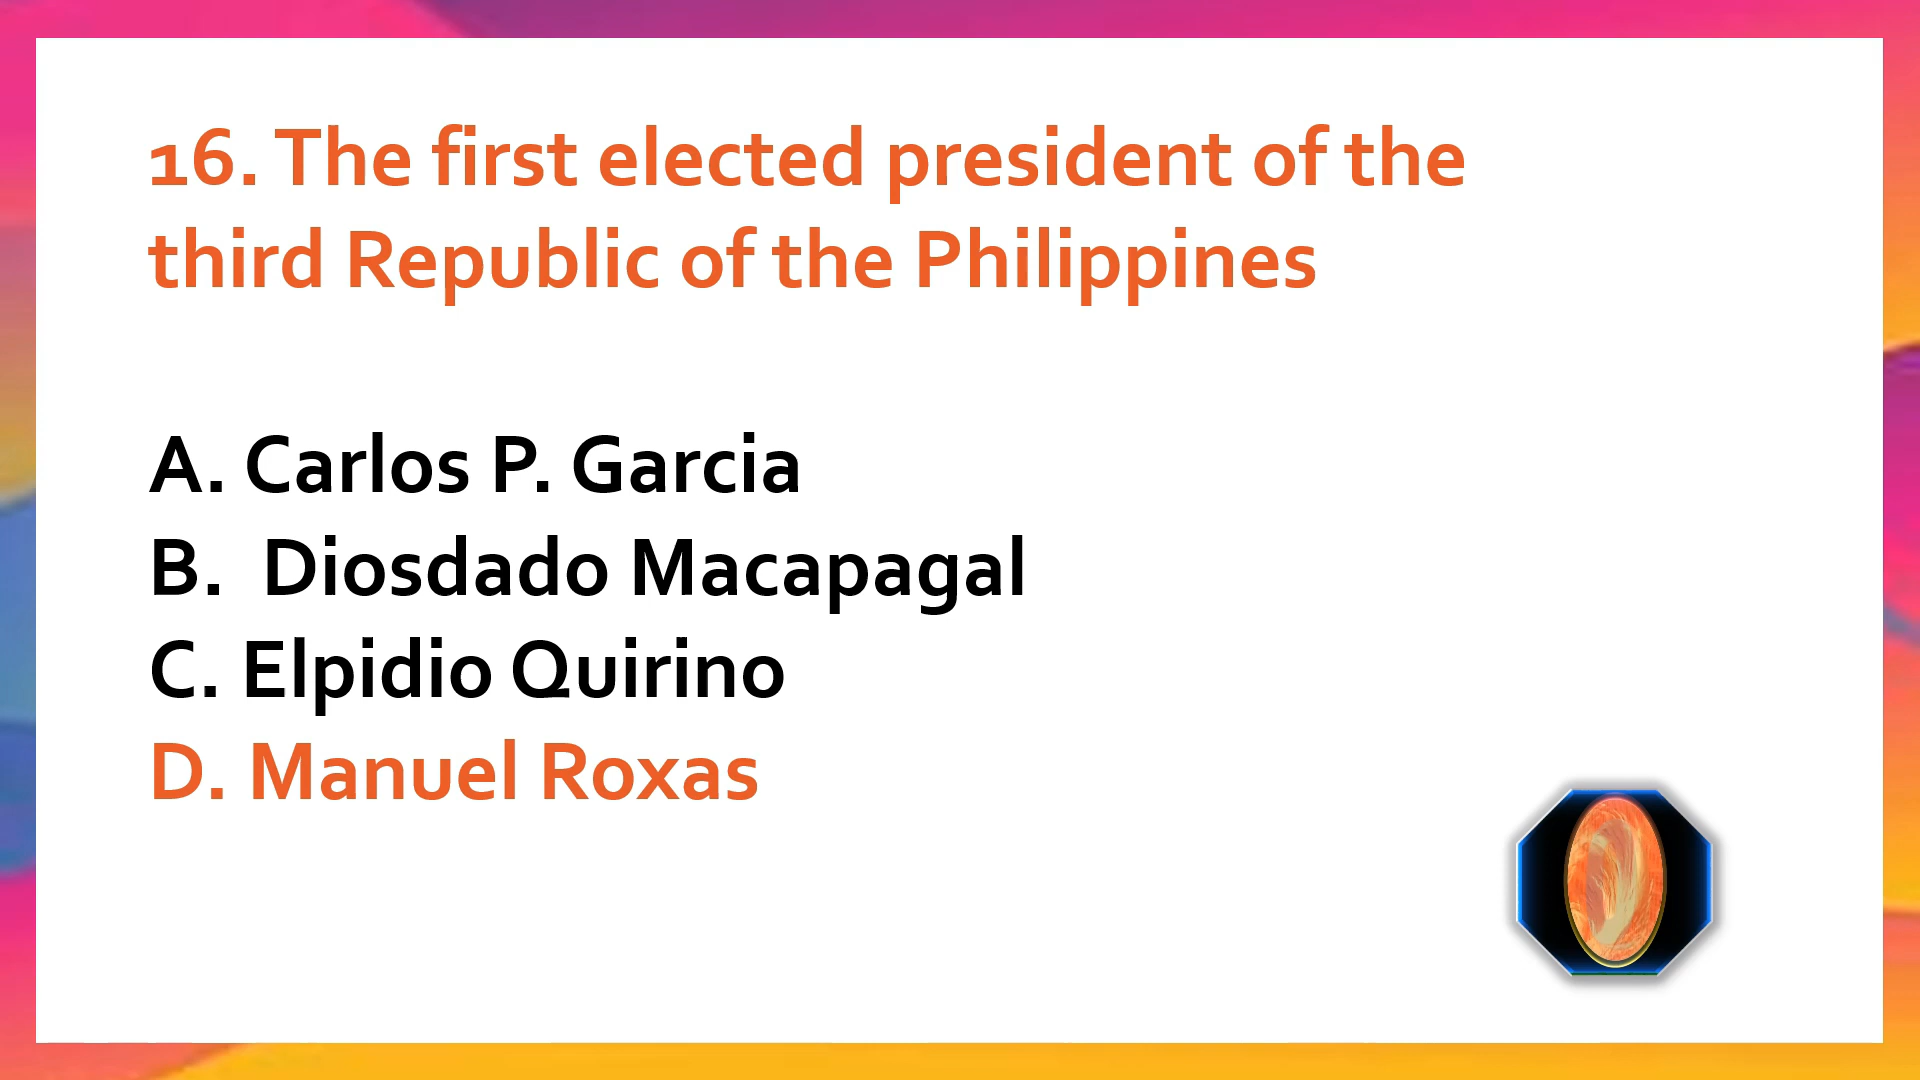 16. The first elected president of the
third Republic of the Philippines
A. Carlos P. Garcia
B.  Diosdado Macapagal
C. Elpidio Quirino
D. Manuel Roxas